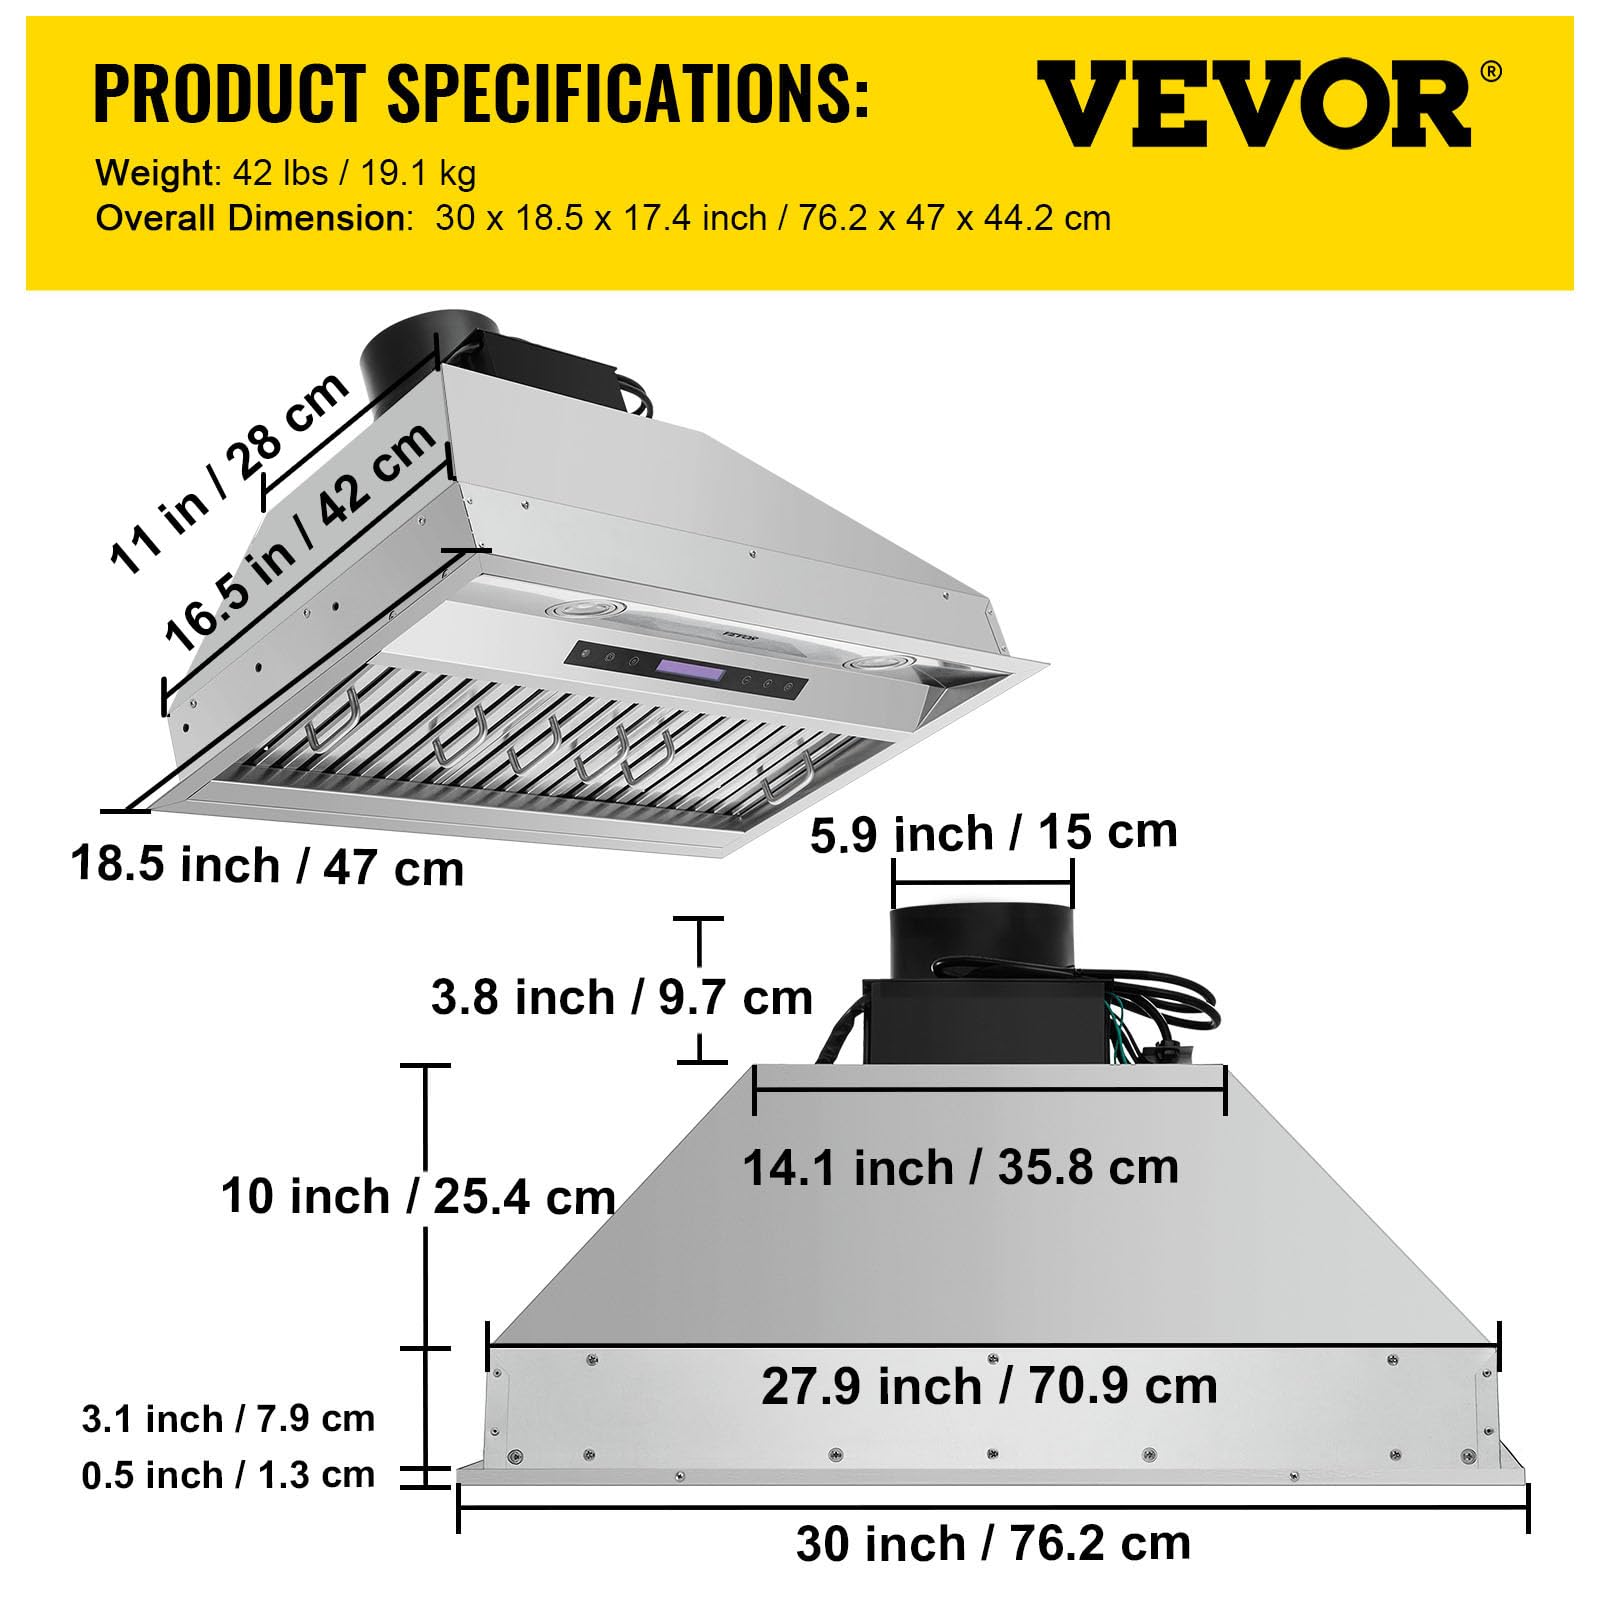 PRODUCT SPECIFICATIONS:
VEVOR®
Weight: 42 lbs / 19.1 kg
Overall Dimension: 30 x 18.5 x 17.4 inch / 76.2 x 47 x 44.2 cm
11 in / 28 cm
16.5 in / 42 cm
VEVOR
18.5 inch / 47 cm
5.9 inch / 15 cm
3.8 inch / 9.7 cm
14.1 inch / 35.8 cm
10 inch / 25.4 cm
27.9 inch / 70.9 cm
3.1 inch / 7.9 cm
0.5 inch / 1.3 cm
30 inch / 76.2 cm